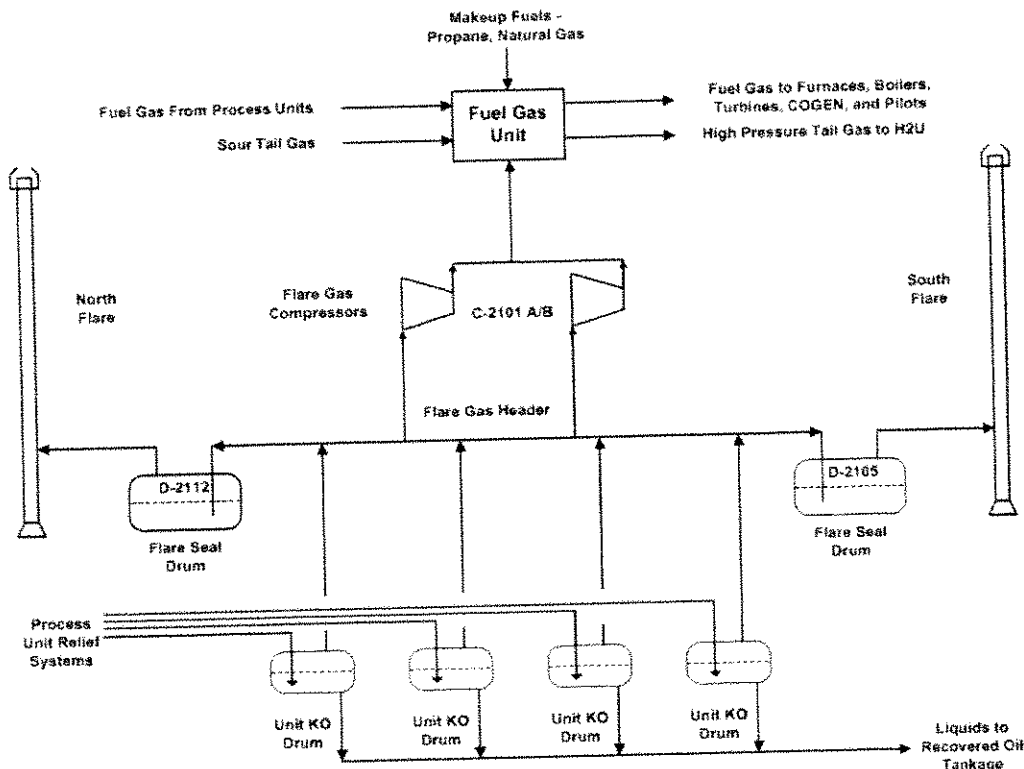 Makeup Fuels -
Propane, Natural Gas
Fuel Gas From Process Units
Sour Tail Gas
Fuel Gas
Unit
Fuel Gas to Furnaces, Boilers,
Turbines, COGEN, and Pilots
High Pressure Tail Gas to H2U
North
Flare
Flare Gas
Compressors
C-2101 A/B
South
Flare
Flare Gas Header
D-2112
Flare Seal
Drum
D-2105
Flare Seal
Drum
Process
Unit Relief
Systems
Unit KO
Drum
Unit KO
Drum
Unit KO
Drum
Unit KO
Drum
Liquids to
Recovered Oil
Tankage